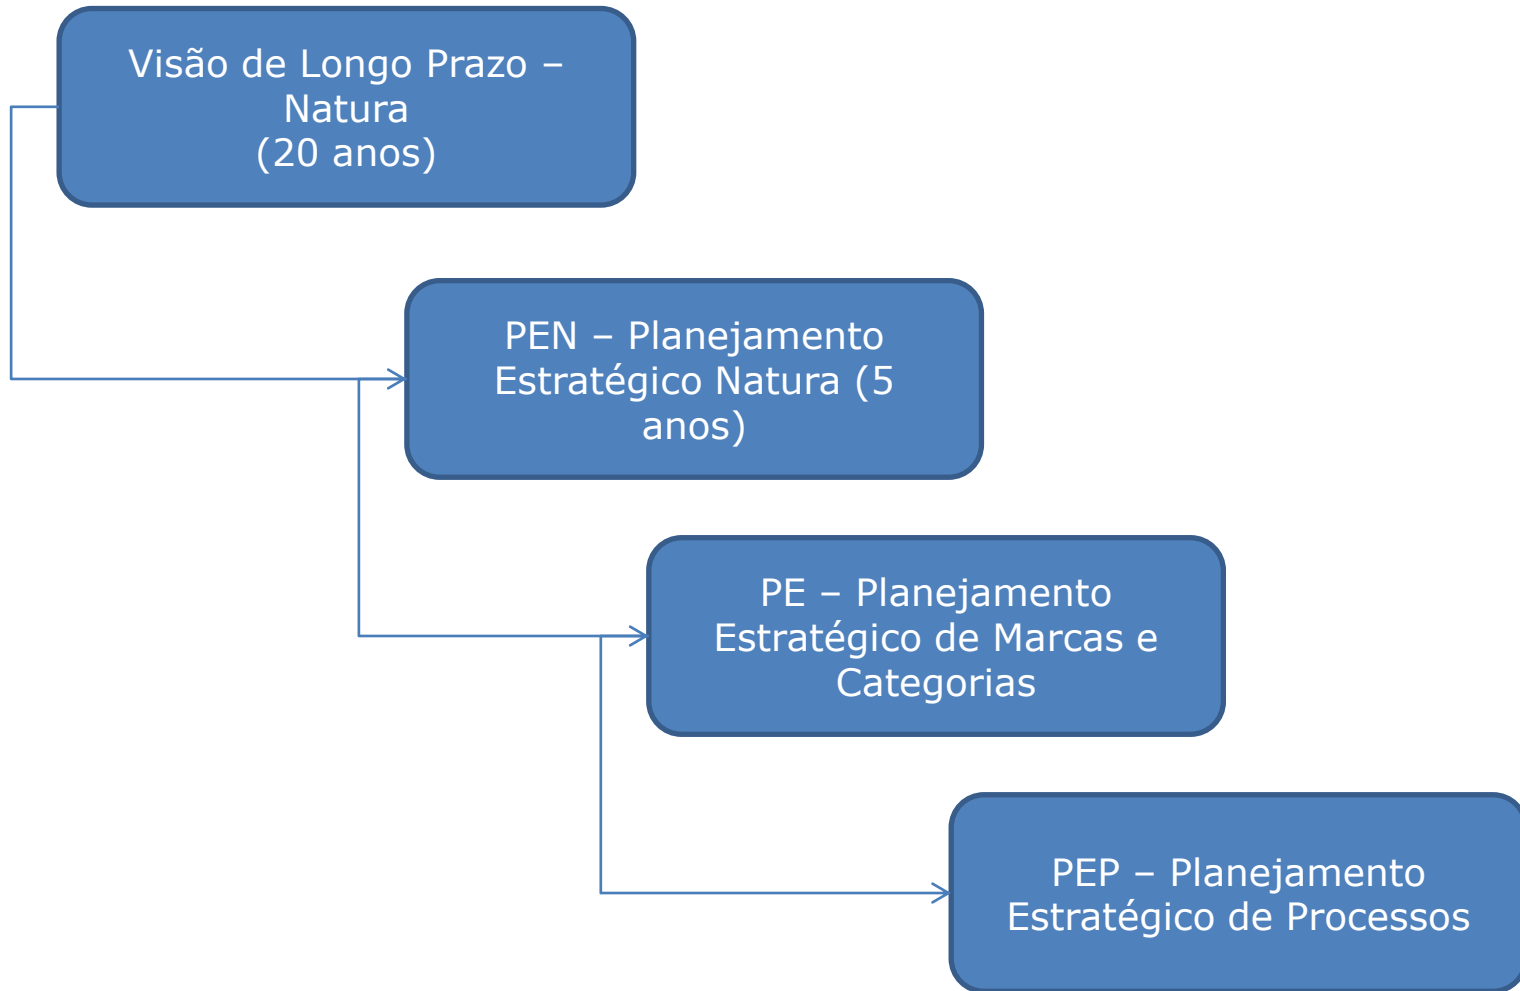 Visão de Longo Prazo –
Natura
(20 anos)
PEN – Planejamento
Estratégico Natura (5
anos)
PE – Planejamento
Estratégico de Marcas e
Categorias
PEP – Planejamento
Estratégico de Processos